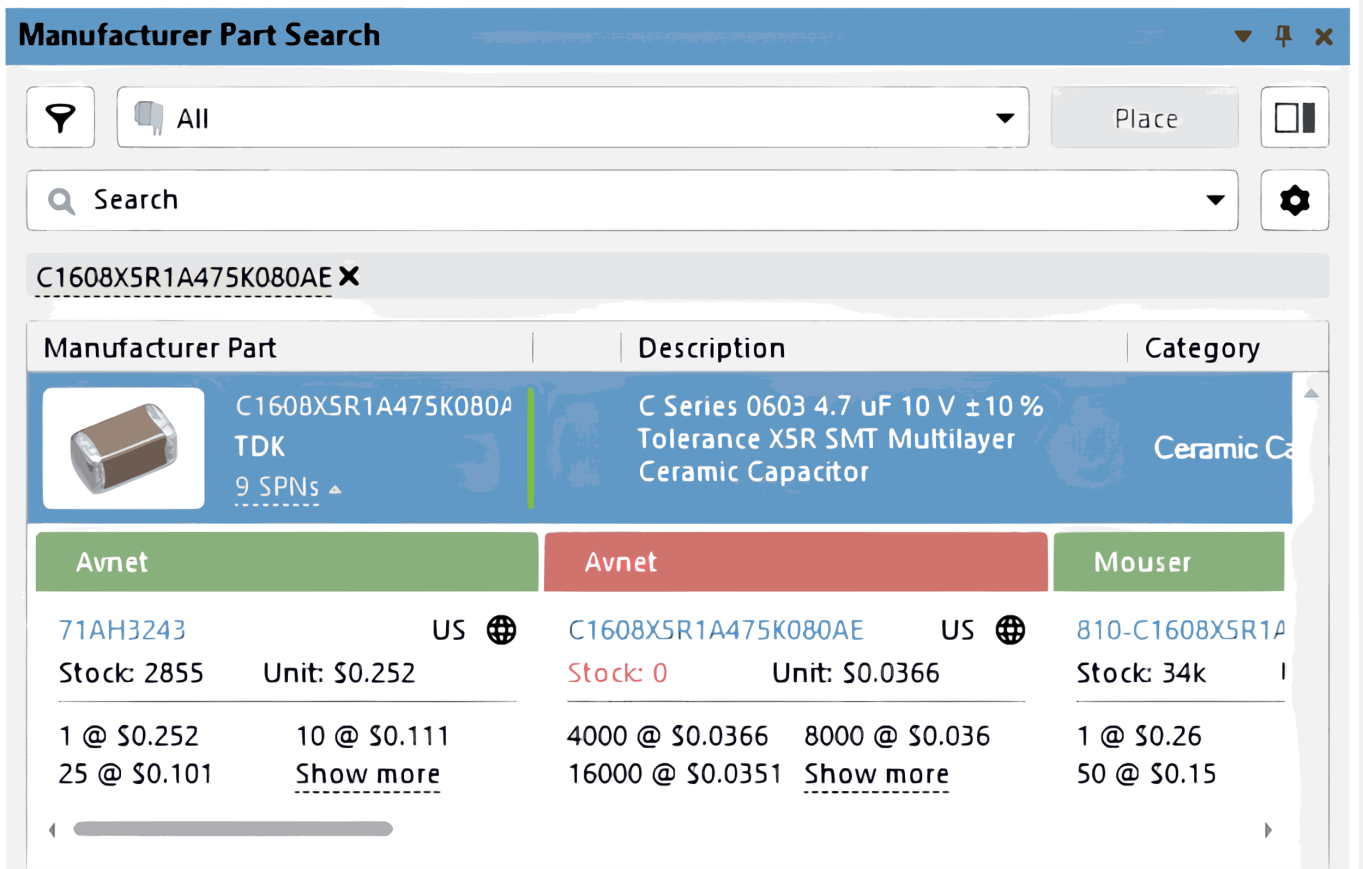 Manufacturer Part Search
All
Place
Search
C1608X5R1A475K080AE
Manufacturer Part Description Category
C1608X5R1A475K080A
TDK
9 SPNs
C Series 0603 4.7 uF 10 V ±10 %
Tolerance X5R SMT Multilayer
Ceramic Capacitor
Ceramic Ca
Avnet
71AH3243 US
Stock: 2855 Unit: $0.252
1 @ $0.252 10 @ $0.111
25 @ $0.101 Show more
Avnet
C1608X5R1A475K080AE US
Stock: 0 Unit: $0.0366
4000 @ $0.0366 8000 @ $0.036
16000 @ $0.0351 Show more
Mouser
810-C1608X5R1A
Stock: 34k
1 @ $0.26
50 @ $0.15